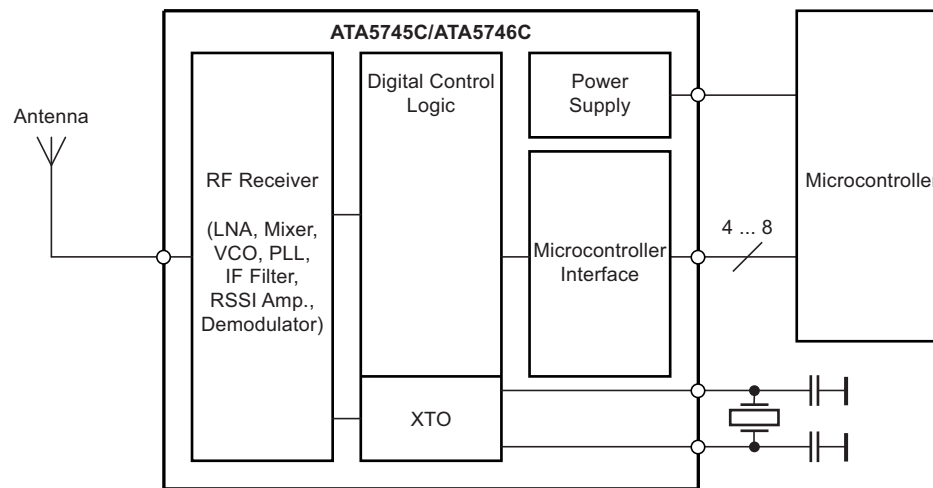 ATA5745C/ATA5746C
Antenna
RF Receiver
(LNA, Mixer,
VCO, PLL,
IF Filter,
RSSI Amp.,
Demodulator)
Digital Control
Logic
XTO
Power
Supply
Microcontroller
Interface
4 ... 8
Microcontroller